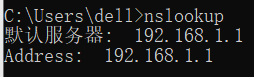 C:\Users\dell>nslookup
默认服务器:  192.168.1.1
Address:  192.168.1.1